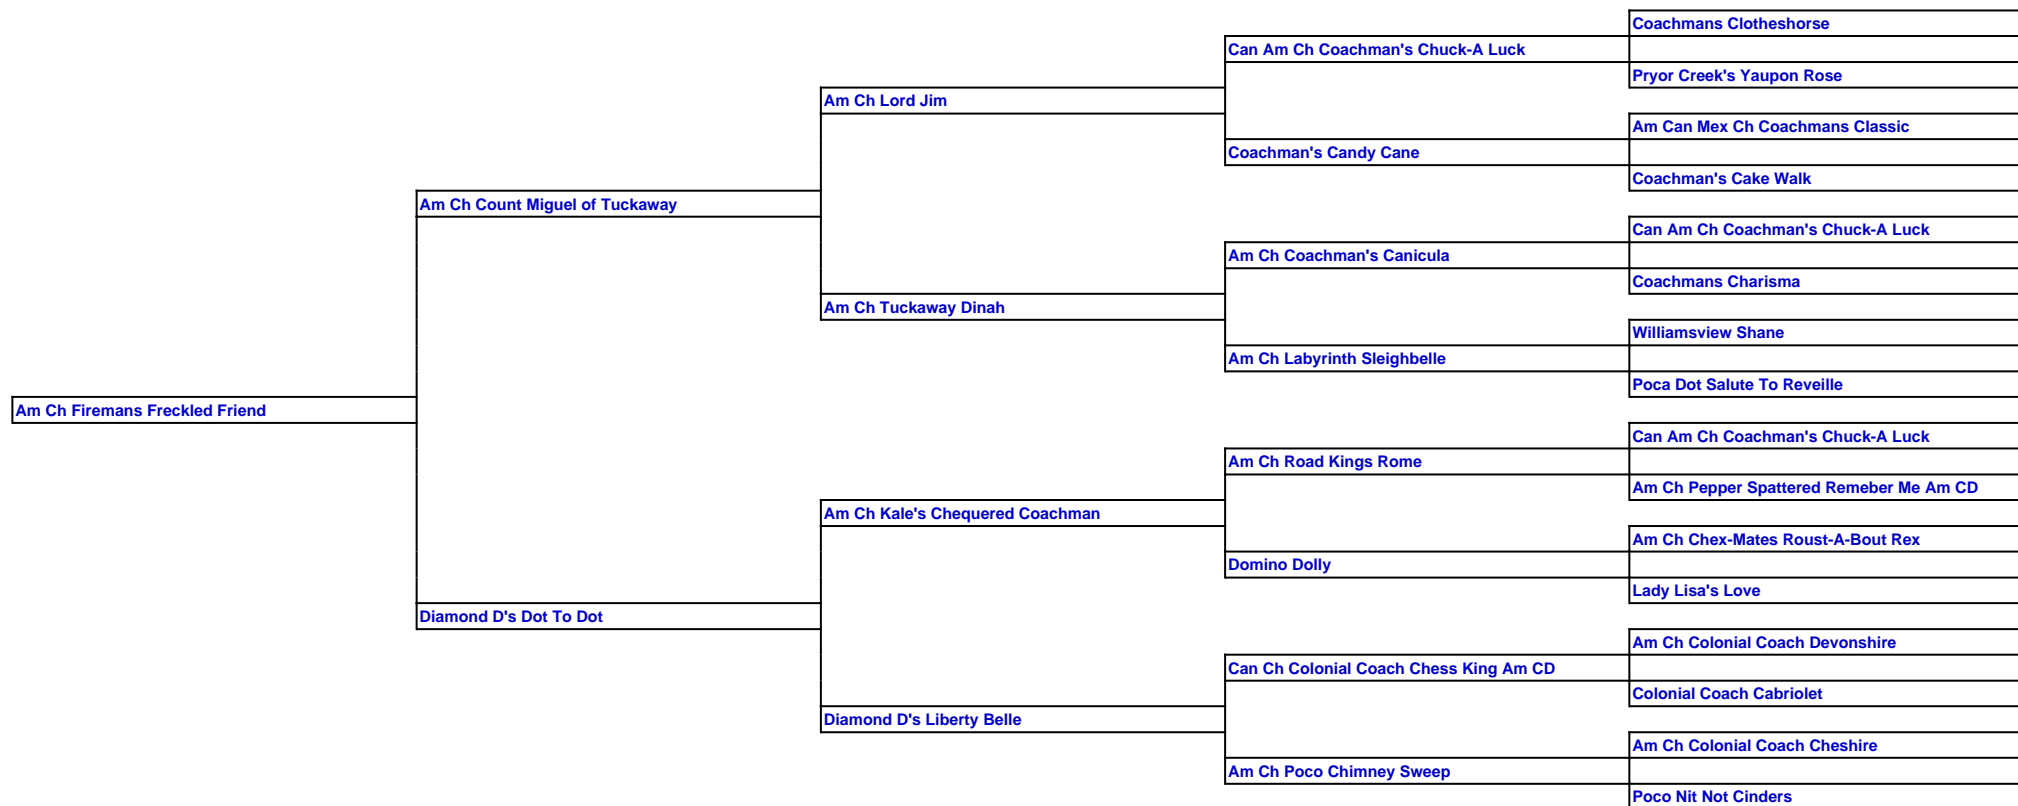 Coachmans Clotheshorse
Can Am Ch Coachman's Chuck-A Luck
Pryor Creek's Yaupon Rose
Am Ch Lord Jim
Am Can Mex Ch Coachmans Classic
Coachman's Candy Cane
Coachman's Cake Walk
Am Ch Count Miguel of Tuckaway
Can Am Ch Coachman's Chuck-A Luck
Am Ch Coachman's Canicula
Coachmans Charisma
Am Ch Tuckaway Dinah
Williamsview Shane
Am Ch Labyrinth Sleighbelle
Poca Dot Salute To Reveille
Am Ch Firemans Freckled Friend
Can Am Ch Coachman's Chuck-A Luck
Am Ch Road Kings Rome
Am Ch Pepper Spattered Remeber Me Am CD
Am Ch Kale's Chequered Coachman
Am Ch Chex-Mates Roust-A-Bout Rex
Domino Dolly
Lady Lisa's Love
Diamond D's Dot To Dot
Am Ch Colonial Coach Devonshire
Can Ch Colonial Coach Chess King Am CD
Colonial Coach Cabriolet
Diamond D's Liberty Belle
Am Ch Colonial Coach Cheshire
Am Ch Poco Chimney Sweep
Poco Nit Not Cinders